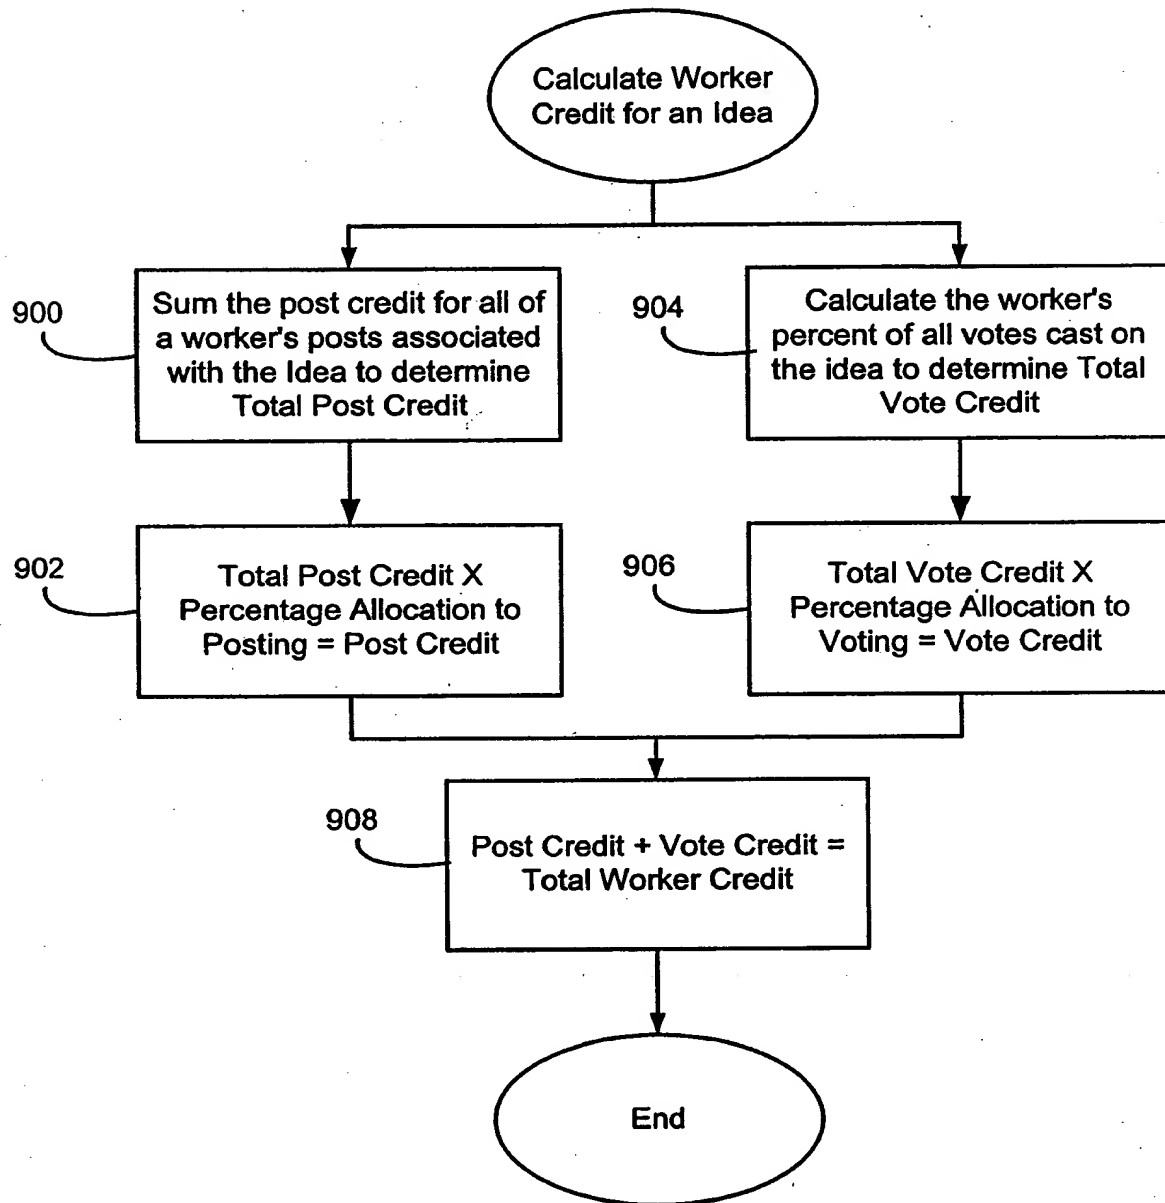 Calculate Worker
Credit for an Idea
900
Sum the post credit for all of
a worker's posts associated
with the Idea to determine
Total Post Credit
904
Calculate the worker's
percent of all votes cast on
the idea to determine Total
Vote Credit
902
Total Post Credit X
Percentage Allocation to
Posting = Post Credit
906
Total Vote Credit X
Percentage Allocation to
Voting = Vote Credit
908
Post Credit + Vote Credit =
Total Worker Credit
End